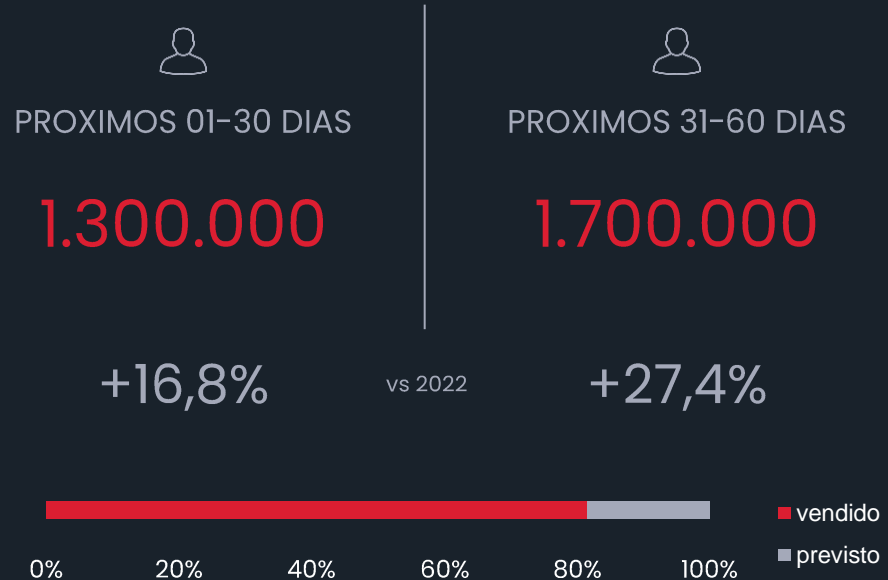 PROXIMOS 01-30 DIAS
1.300.000
PROXIMOS 31-60 DIAS
1.700.000
+16,8%
vs 2022
+27,4%
vendido
previsto
0% 20% 40% 60% 80% 100%